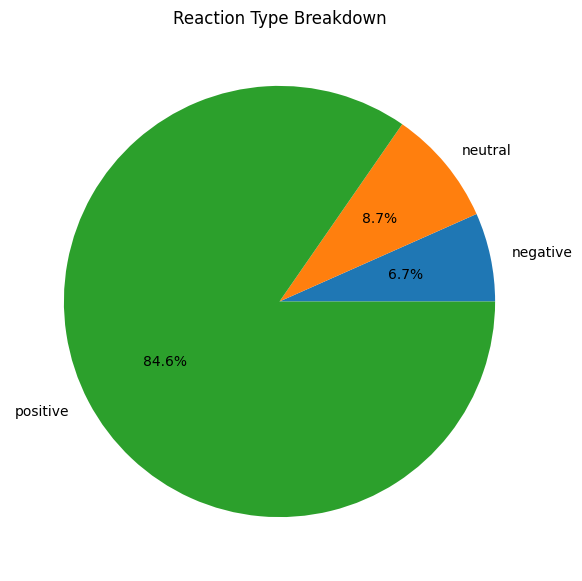 Reaction Type Breakdown
neutral
8.7%
negative
6.7%
84.6%
positive